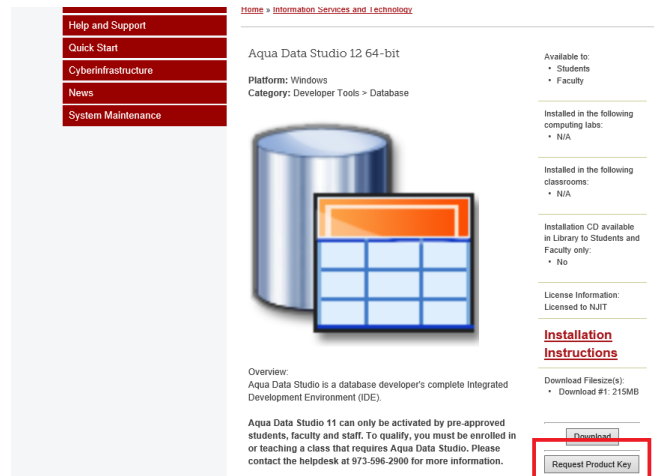 Home » Information Services and Technology
Help and Support
Quick Start
Cyberinfrastructure
News
System Maintenance
Aqua Data Studio 12 64-bit
Platform: Windows
Category: Developer Tools > Database
Overview:
Aqua Data Studio is a database developer's complete Integrated
Development Environment (IDE).
Aqua Data Studio 11 can only be activated by pre-approved
students, faculty and staff. To qualify, you must be enrolled in
or teaching a class that requires Aqua Data Studio. Please
contact the helpdesk at 973-596-2900 for more information.
Available to:
• Students
• Faculty
Installed in the following
computing labs:
• N/A
Installed in the following
classrooms:
• N/A
Installation CD available
in Library to Students and
Faculty only:
• No
License Information:
Licensed to NJIT
Installation
Instructions
Download Filesize(s):
• Download #1: 215MB
Download
Request Product Key